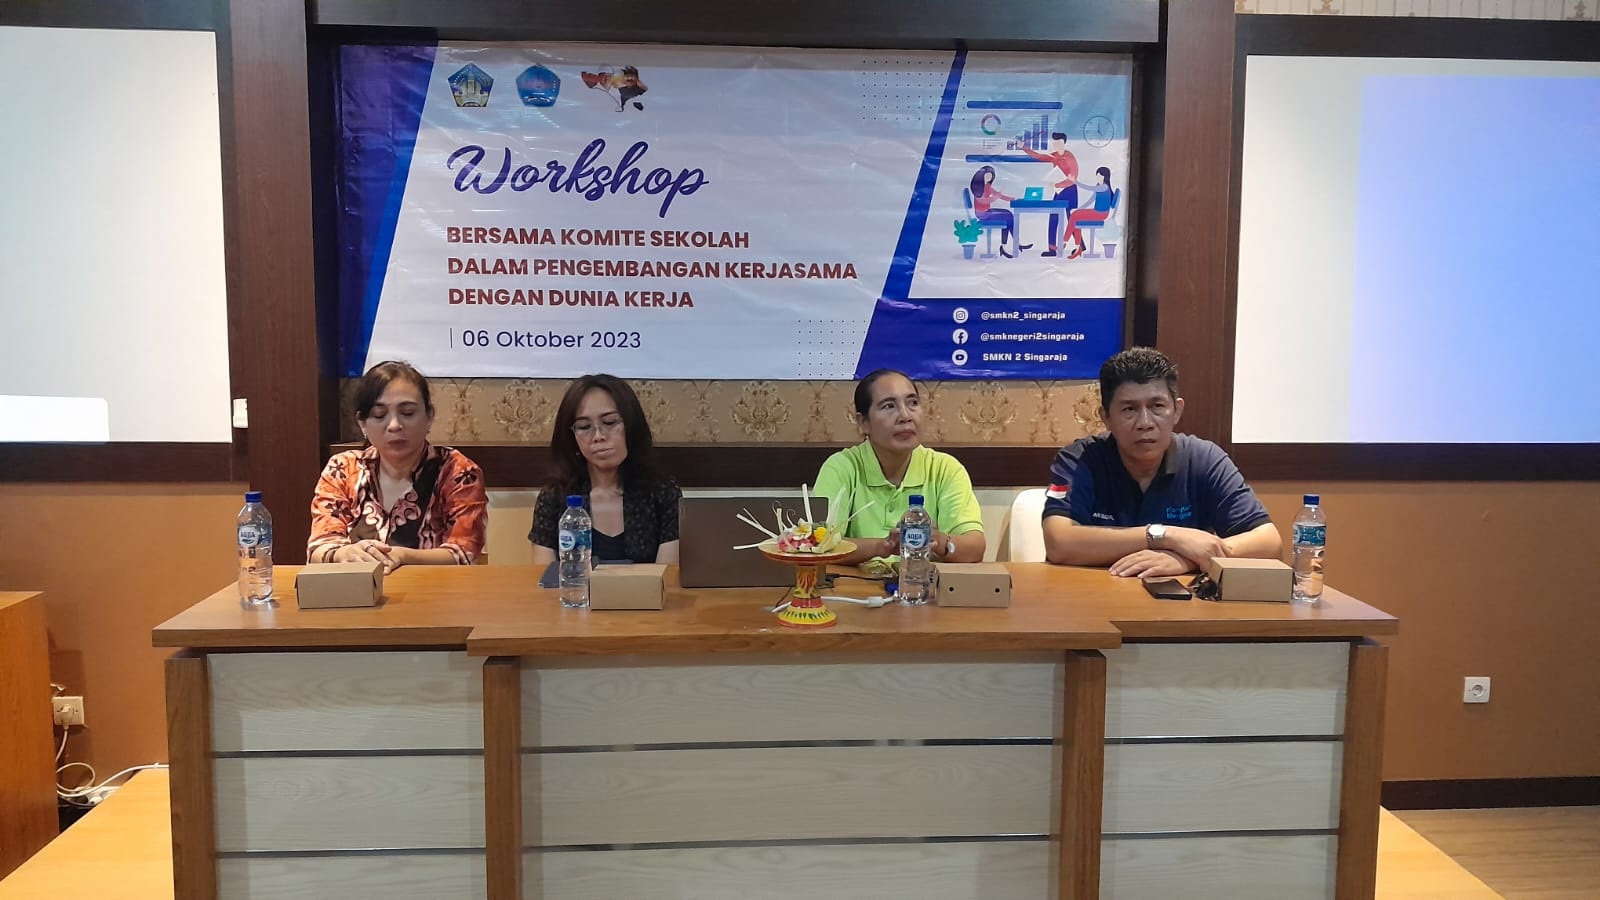 Workshop
BERSAMA KOMITE SEKOLAH
DALAM PENGEMBANGAN KERJASAMA
DENGAN DUNIA KERJA
06 Oktober 2023
@smkn2_singaraja
@smknegeri2singaraja
SMKN 2 Singaraja
AQUA
AQUA
AQUA
AQUA